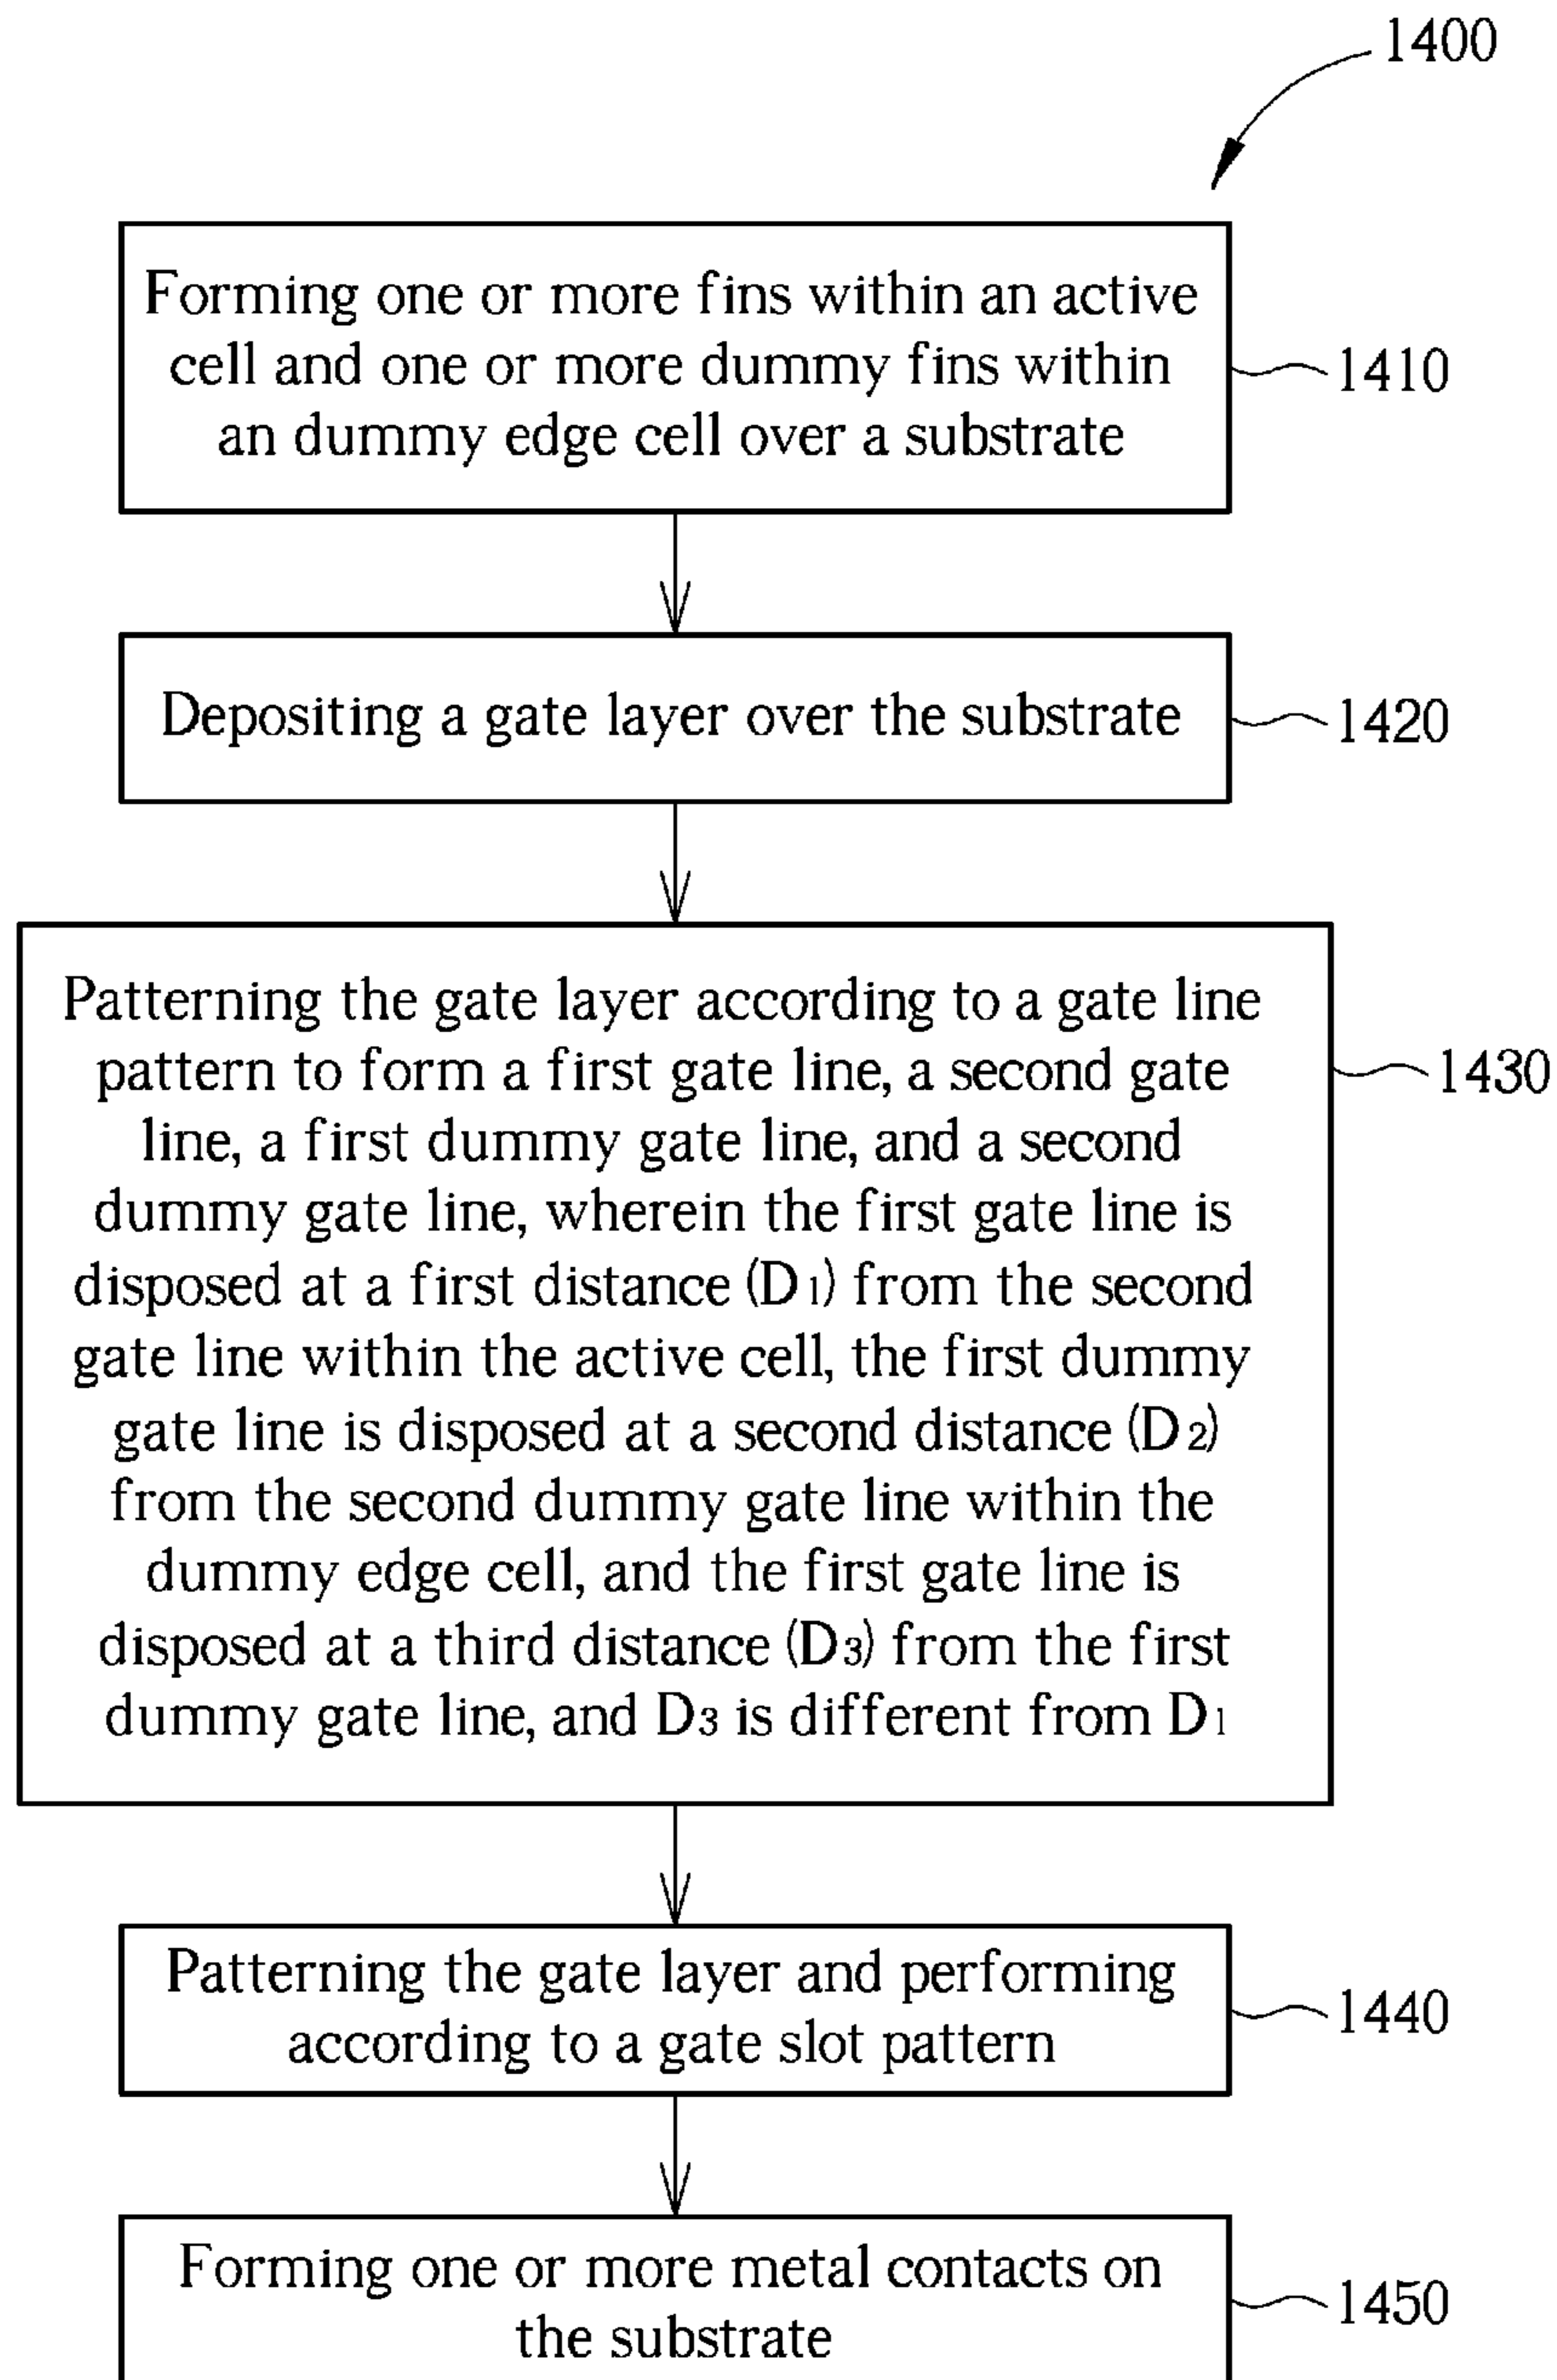 1400
Forming one or more fins within an active
cell and one or more dummy fins within
an dummy edge cell over a substrate
1410
Depositing a gate layer over the substrate
1420
Patterning the gate layer according to a gate line
pattern to form a first gate line, a second gate
line, a first dummy gate line, and a second
dummy gate line, wherein the first gate line is
disposed at a first distance (D1) from the second
gate line within the active cell, the first dummy
gate line is disposed at a second distance (D2)
from the second dummy gate line within the
dummy edge cell, and the first gate line is
disposed at a third distance (D3) from the first
dummy gate line, and D3 is different from D1
1430
Patterning the gate layer and performing
according to a gate slot pattern
1440
Forming one or more metal contacts on
the substrate
1450